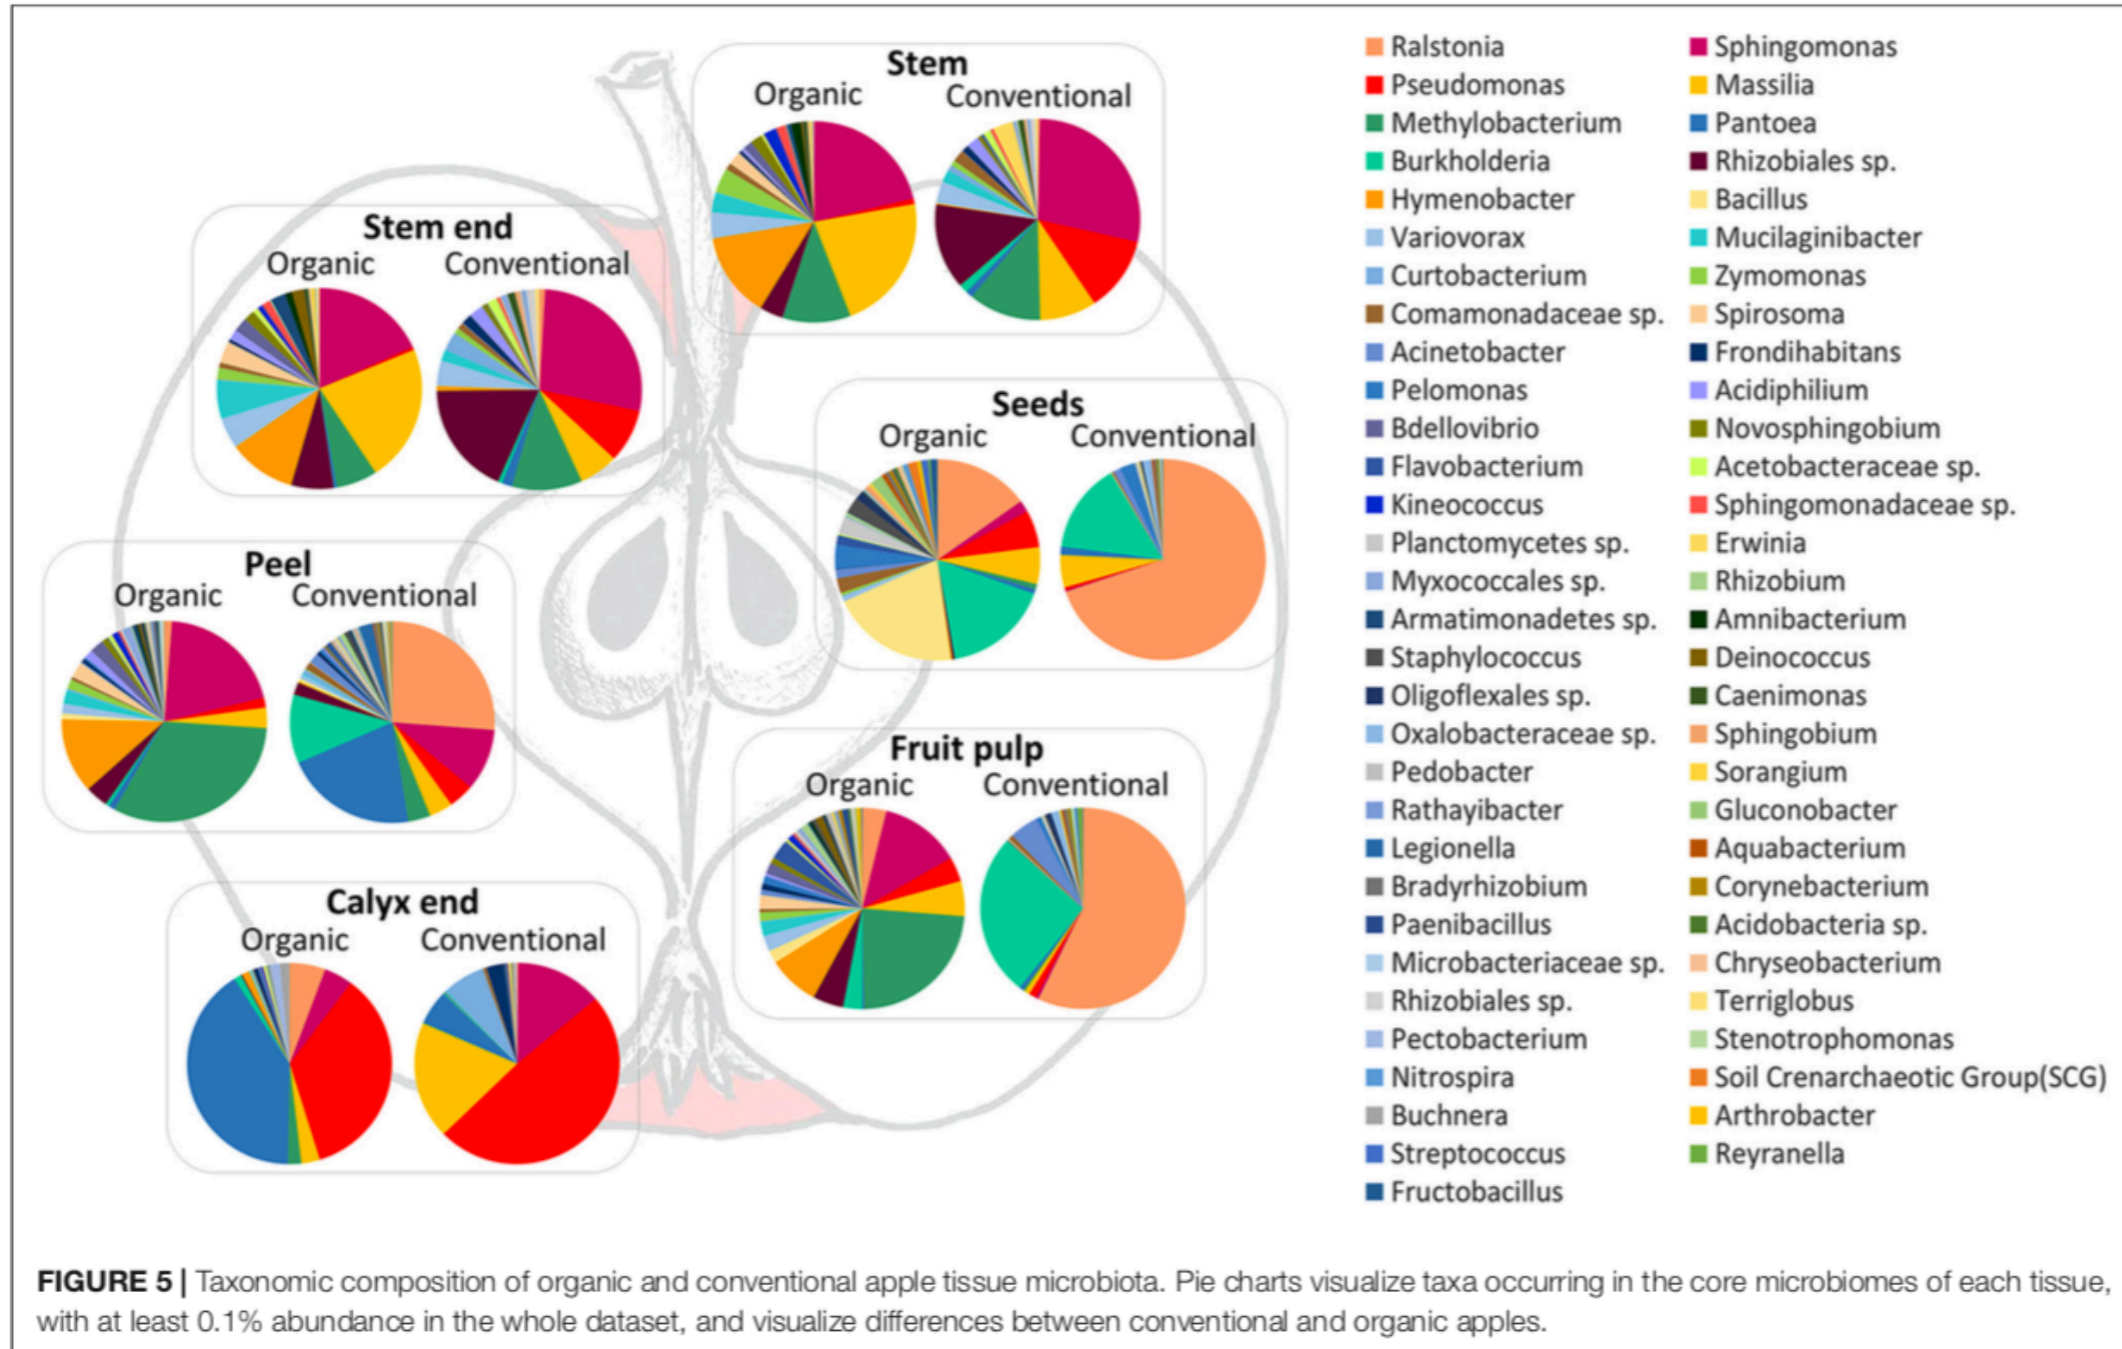 Stem
Organic
Conventional
Stem end
Organic
Conventional
Seeds
Organic
Conventional
Peel
Organic
Conventional
Fruit pulp
Organic
Conventional
Calyx end
Organic
Conventional
Ralstonia
Sphingomonas
Pseudomonas
Massilia
Methylobacterium
Pantoea
Burkholderia
Rhizobiales sp.
Hymenobacter
Bacillus
Variovorax
Mucilaginibacter
Curtobacterium
Zymomonas
Comamonadaceae sp.
Spirosoma
Acinetobacter
Frondihabitans
Pelomonas
Acidiphilium
Bdellovibrio
Novosphingobium
Flavobacterium
Acetobacteraceae sp.
Kineococcus
Sphingomonadaceae sp.
Planctomycetes sp.
Erwinia
Myxococcales sp.
Rhizobium
Armatimonadetes sp.
Amnibacterium
Staphylococcus
Deinococcus
Oligoflexales sp.
Caenimonas
Oxalobacteraceae sp.
Sphingobium
Pedobacter
Sorangium
Rathayibacter
Gluconobacter
Legionella
Aquabacterium
Bradyrhizobium
Corynebacterium
Paenibacillus
Acidobacteria sp.
Microbacteriaceae sp.
Chryseobacterium
Rhizobiales sp.
Terriglobus
Pectobacterium
Stenotrophomonas
Nitrospira
Soil Crenarchaeotic Group(SCG)
Buchnera
Arthrobacter
Streptococcus
Reyranella
Fructobacillus
FIGURE 5 | Taxonomic composition of organic and conventional apple tissue microbiota. Pie charts visualize taxa occurring in the core microbiomes of each tissue,
with at least 0.1% abundance in the whole dataset, and visualize differences between conventional and organic apples.